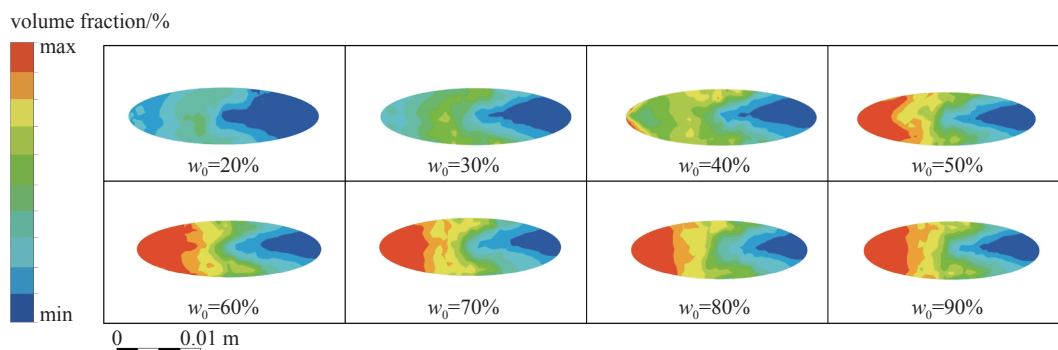 volume fraction/%
max
w₀=20%
w₀=30%
w₀=40%
w₀=50%
w₀=60%
w₀=70%
w₀=80%
w₀=90%
min
0 0.01 m